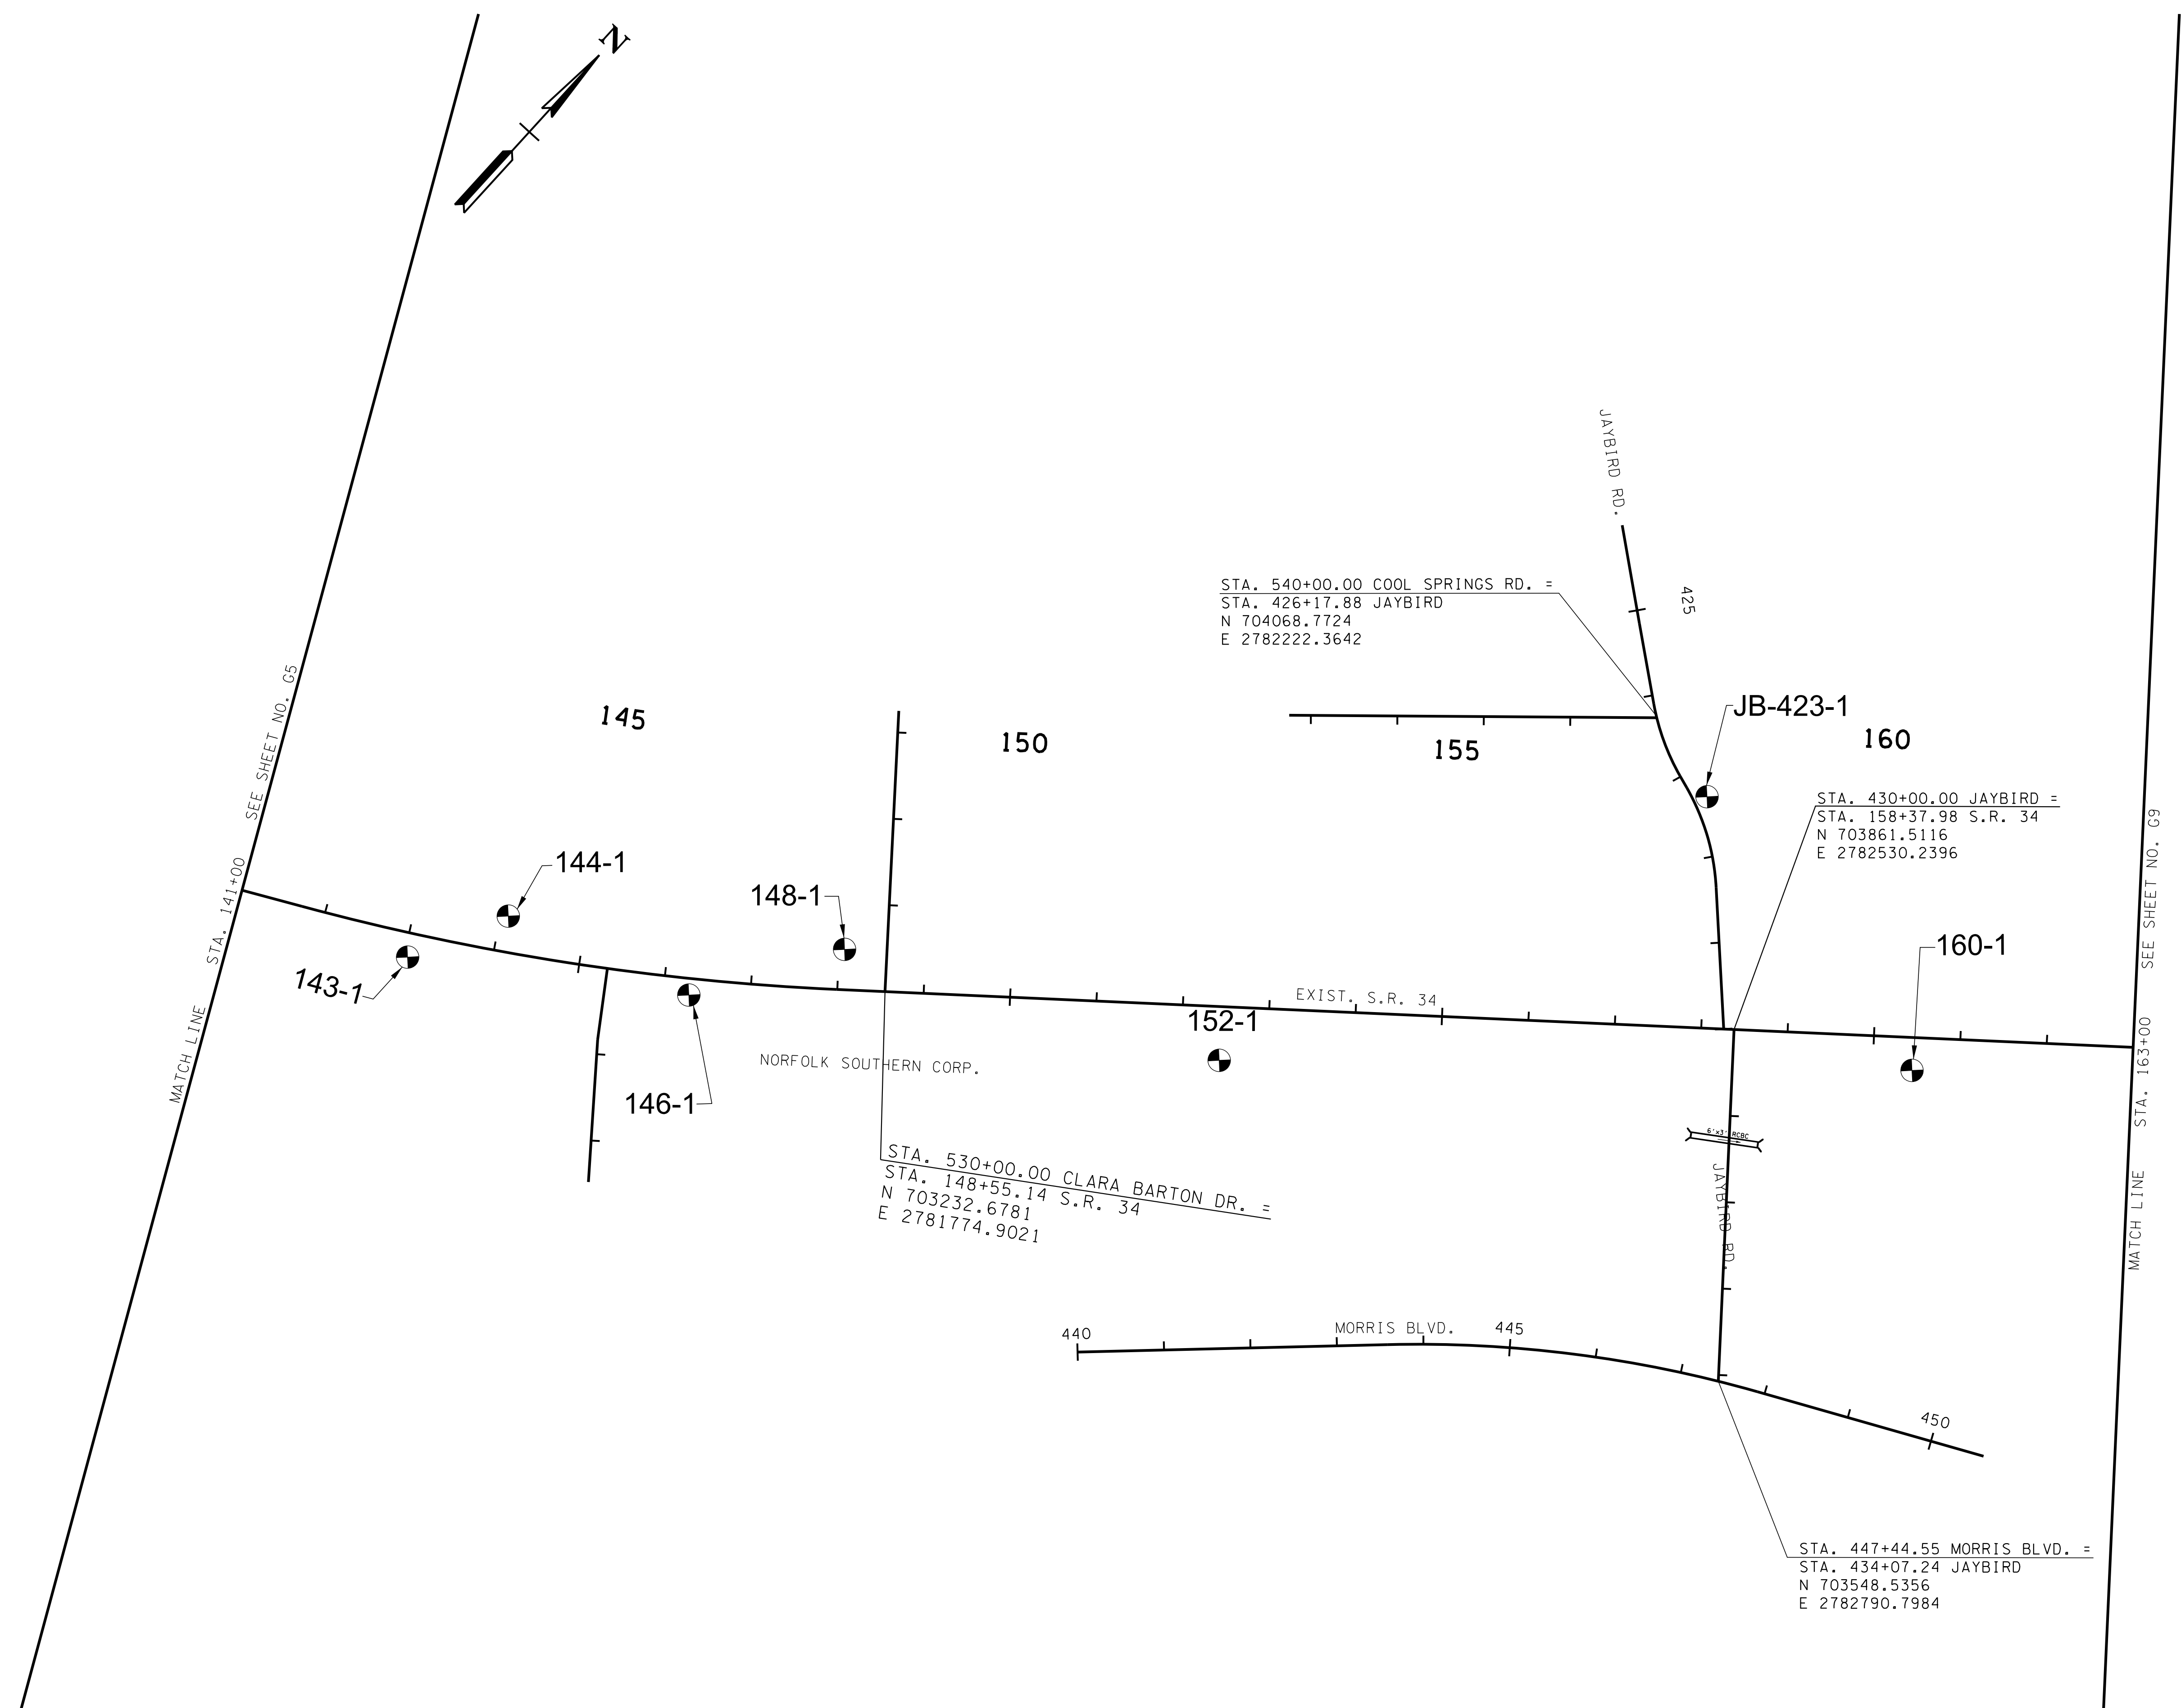 N
JAYBIRD RD.
STA. 540+00.00 COOL SPRINGS RD. =
STA. 426+17.88 JAYBIRD
N 704068.7724
E 2782222.3642
425
SEE SHEET NO. G5
145
150
155
JB-423-1
160
STA. 430+00.00 JAYBIRD =
STA. 158+37.98 S.R. 34
N 703861.5116
E 2782530.2396
SEE SHEET NO. G9
STA. 141+00
144-1
148-1
143-1
160-1
EXIST. S.R. 34
152-1
MATCH LINE
NORFOLK SOUTHERN CORP.
146-1
STA. 163+00
6'x3' RCBC
JAYBIRD RD.
STA. 530+00.00 CLARA BARTON DR. =
STA. 148+55.14 S.R. 34
N 703232.6781
E 2781774.9021
MATCH LINE
440
MORRIS BLVD.
445
450
STA. 447+44.55 MORRIS BLVD. =
STA. 434+07.24 JAYBIRD
N 703548.5356
E 2782790.7984